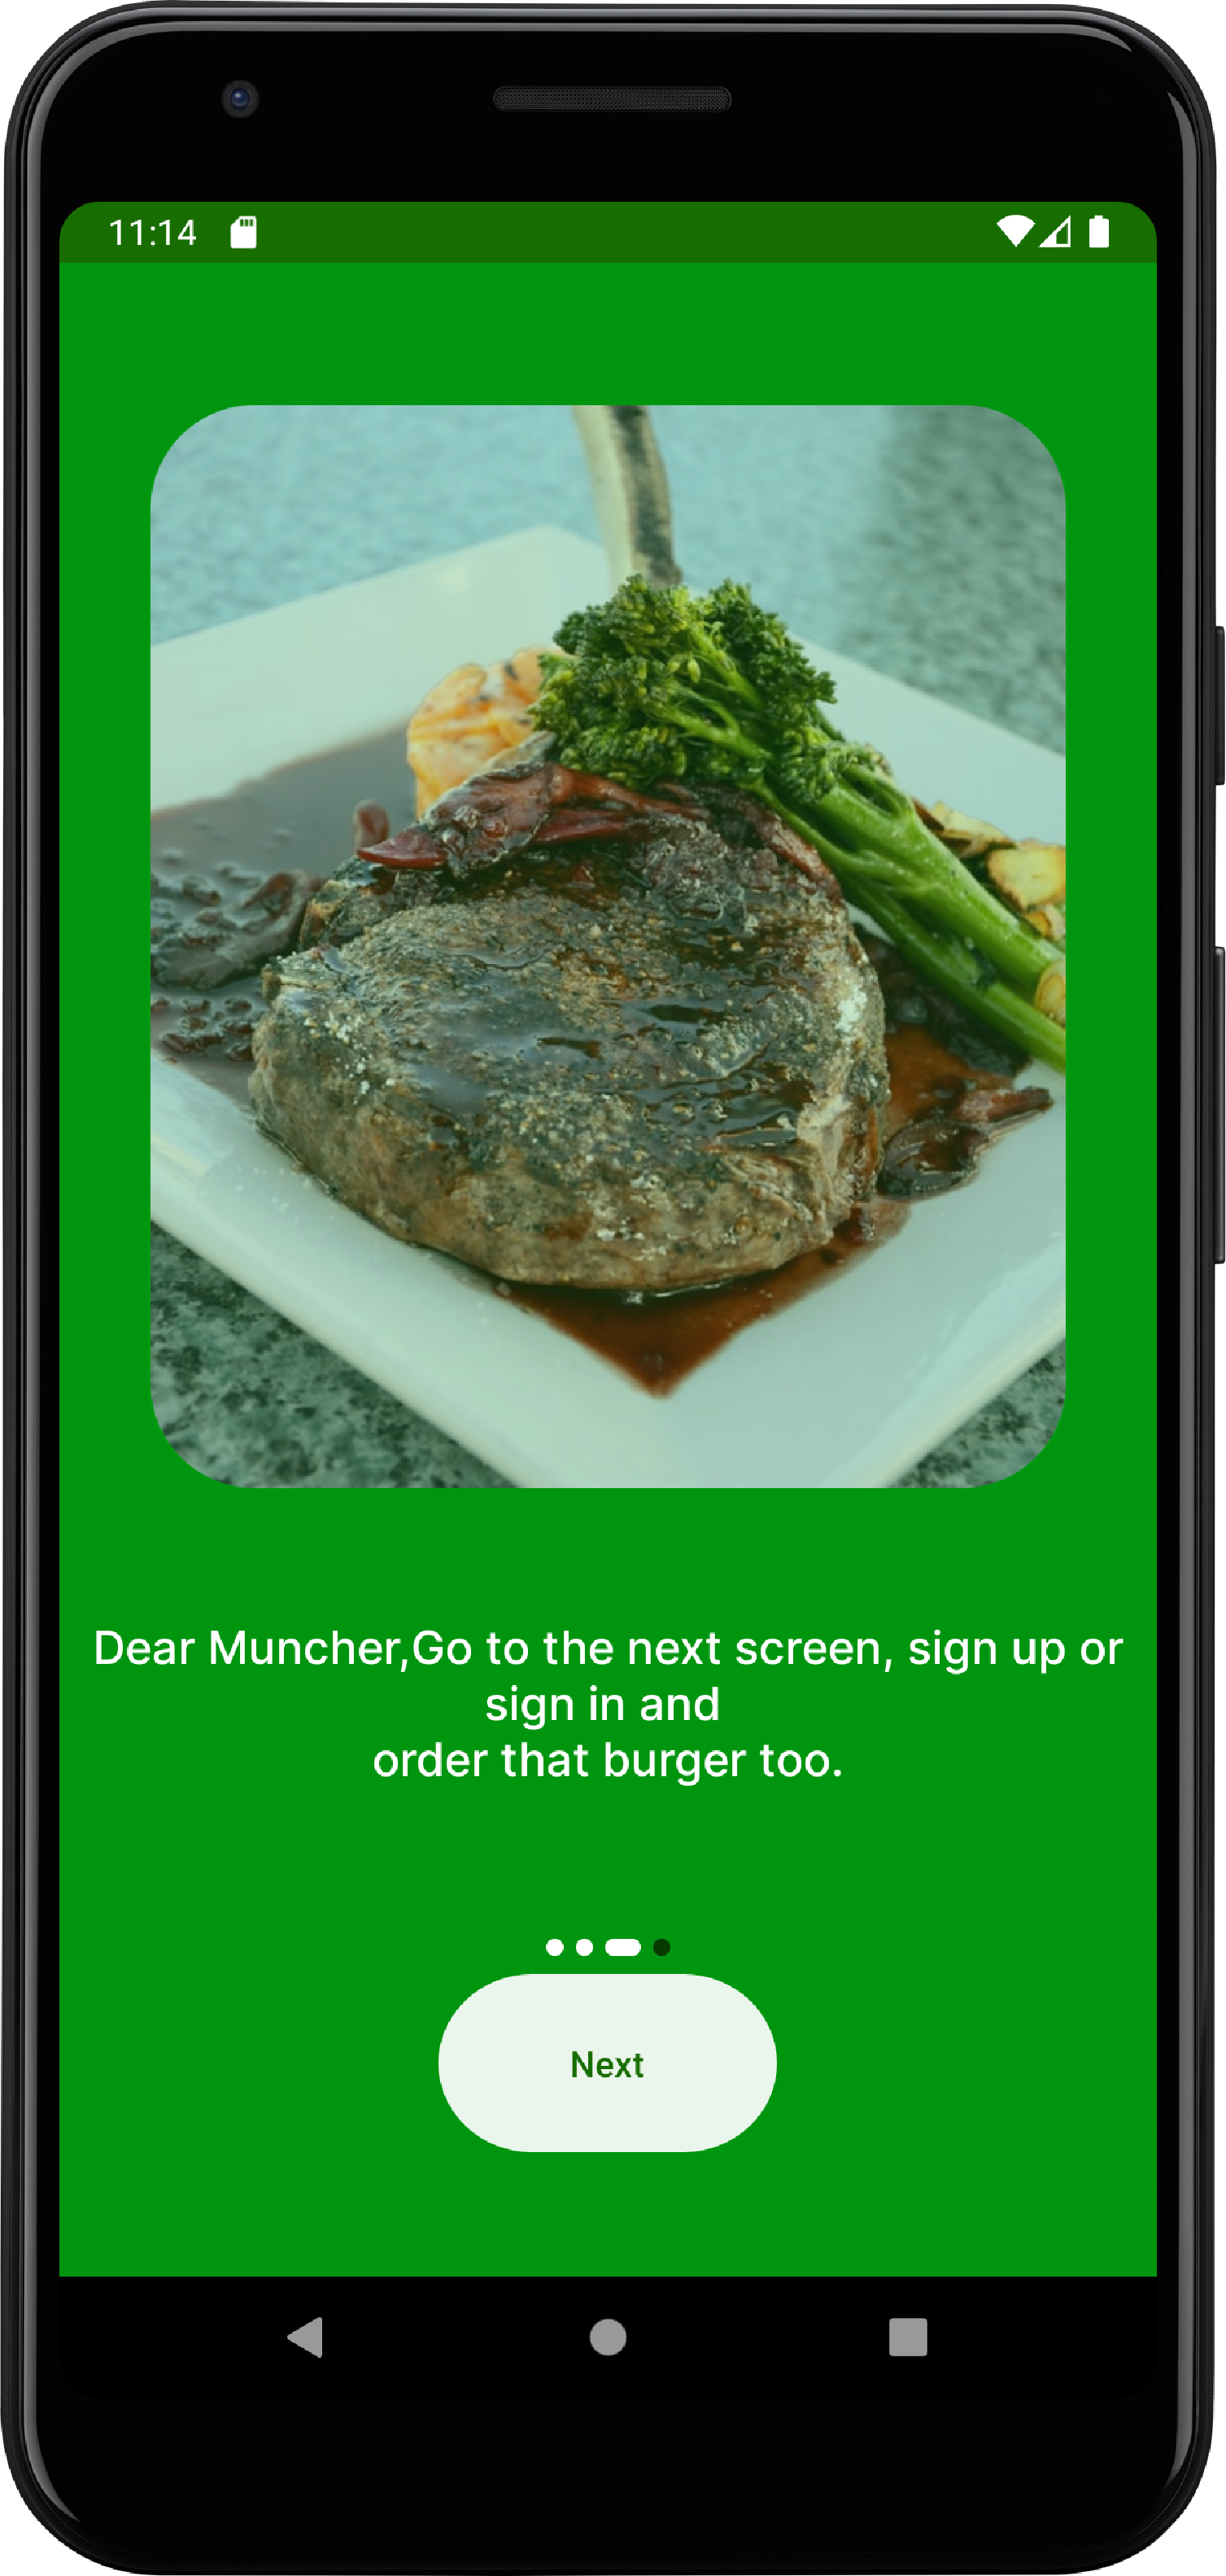 11:14
Dear Muncher,Go to the next screen, sign up or
sign in and
order that burger too.
Next